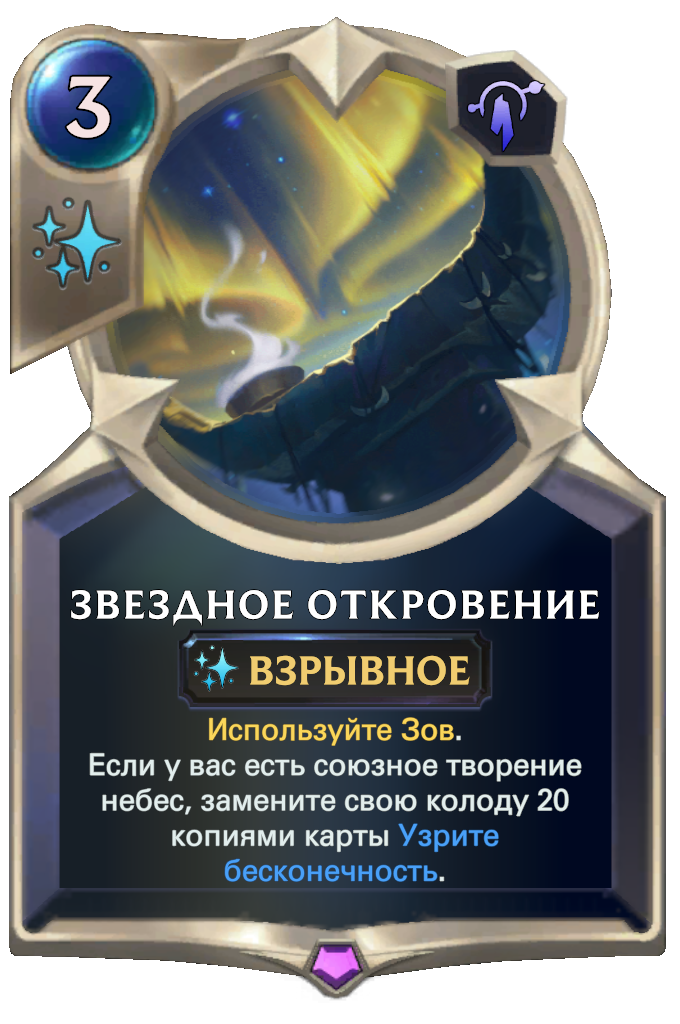 3
ЗВЕЗДНОЕ ОТКРОВЕНИЕ
ВЗРЫВНОЕ
Используйте Зов.
Если у вас есть союзное творение
небес, замените свою колоду 20
копиями карты Узрите
бесконечность.